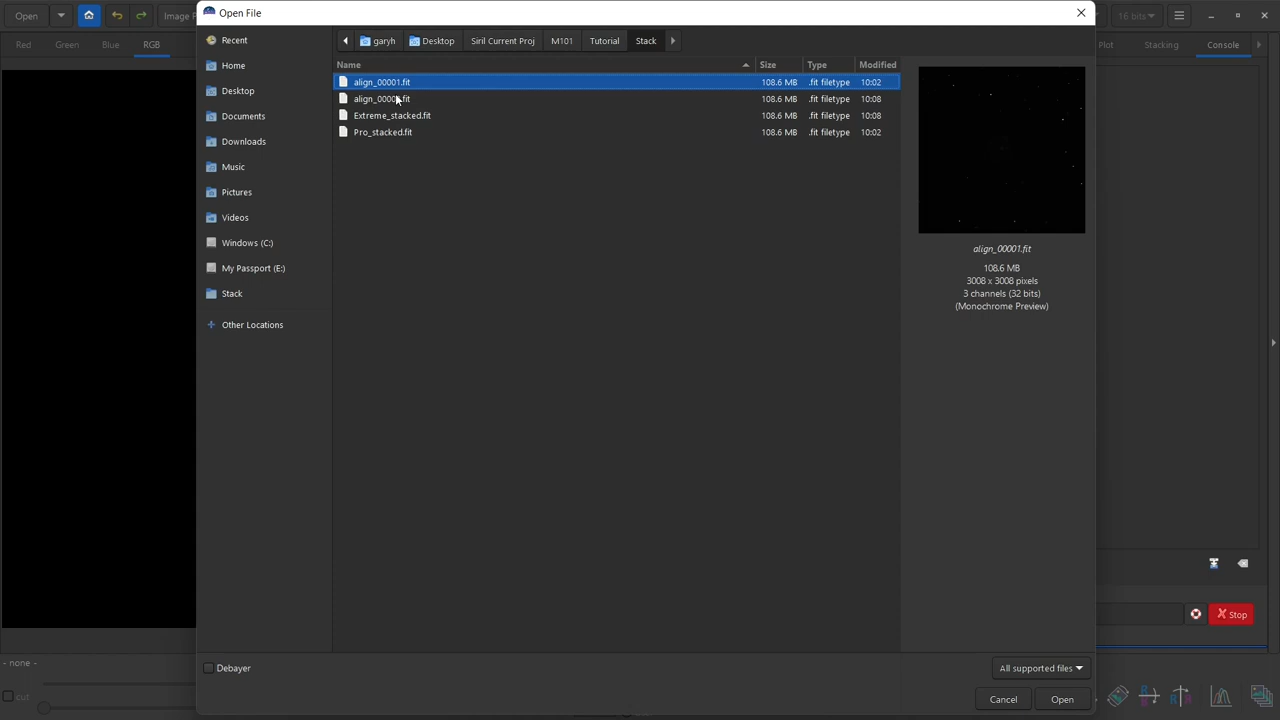 Open File
Open
Image P
16 bits
Red
Green
Blue
RGB
Plot
Stacking
Console
Recent
Home
Desktop
Documents
Downloads
Music
Pictures
Videos
Windows (C:)
My Passport (E:)
Stack
Other Locations
garyh
Desktop
Siril Current Proj
M101
Tutorial
Stack
Name
Size
Type
Modified
align_00001.fit
108.6 MB
.fit filetype
10:02
108.6 MB
.fit filetype
10:08
Extreme_stacked.fit
108.6 MB
.fit filetype
10:08
Pro_stacked.fit
108.6 MB
.fit filetype
10:02
align_00001.fit
108.6 MB
3008 x 3008 pixels
3 channels (32 bits)
(Monochrome Preview)
Stop
- none -
cut
Debayer
All supported files
Cancel
Open